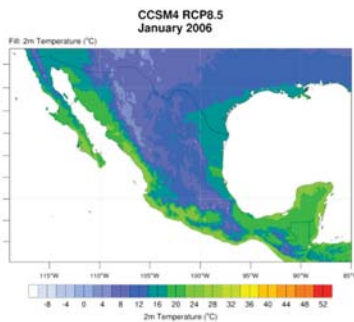 CCSM4 RCP8.5
January 2006
Fill: 2m Temperature (°C)
115°W 110°W 105°W 100°W 95°W 90°W 85°W
-8 -4 0 4 8 12 16 20 24 28 32 36 40 44 48 52
2m Temperature (°C)